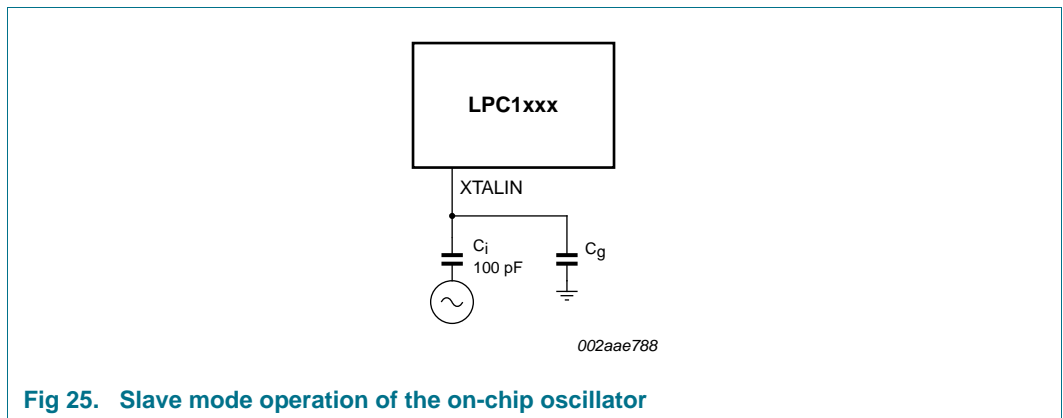 LPC1xxx
XTALIN
Ci
100 pF
Cg
002aae788
Fig 25. Slave mode operation of the on-chip oscillator